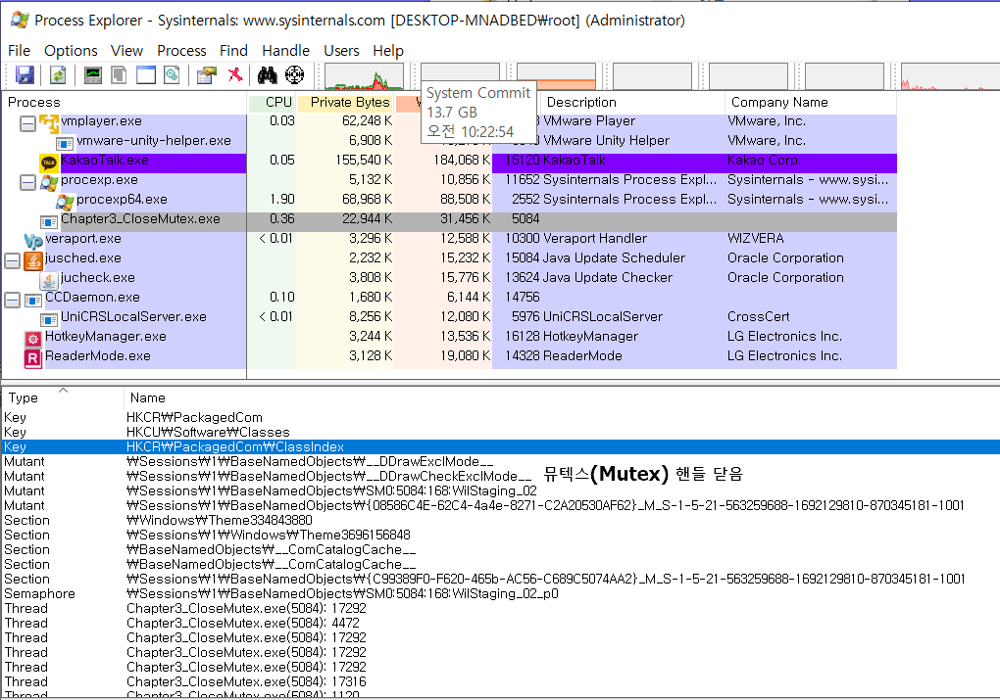 Process Explorer - Sysinternals: www.sysinternals.com [DESKTOP-MNADBED₩root] (Administrator)
File Options View Process Find Handle Users Help
Process CPU Private Bytes W Description Company Name
System Commit
13.7 GB
오전 10:22:54
vmplayer.exe 0.03 62,248 K VMware Player VMware, Inc.
vmware-unity-helper.exe 6,908 K VMware Unity Helper VMware, Inc.
TALK KakaoTalk.exe 0.05 155,540 K 184,068 K 16120 KakaoTalk Kakao Corp.
procexp.exe 5,132 K 10,856 K 11652 Sysinternals Process Expl... Sysinternals - www.sysi...
procexp64.exe 1.90 68,968 K 88,508 K 2552 Sysinternals Process Expl... Sysinternals - www.sysi...
Chapter3_CloseMutex.exe 0.36 22,944 K 31,456 K 5084
veraport.exe < 0.01 3,296 K 12,588 K 10300 Veraport Handler WIZVERA
jusched.exe 2,232 K 15,232 K 15084 Java Update Scheduler Oracle Corporation
jucheck.exe 3,808 K 15,776 K 13624 Java Update Checker Oracle Corporation
CCDaemon.exe 0.10 1,680 K 6,144 K 14756
UniCRSLocalServer.exe < 0.01 8,256 K 12,080 K 5976 UniCRSLocalServer CrossCert
HotkeyManager.exe 3,244 K 13,536 K 16128 HotkeyManager LG Electronics Inc.
ReaderMode.exe 3,128 K 19,080 K 14328 ReaderMode LG Electronics Inc.
Type Name
Key HKCR₩PackagedCom
Key HKCU₩Software₩Classes
Key HKCR₩PackagedCom₩ClassIndex
Mutant ₩Sessions₩1₩BaseNamedObjects₩__DDrawExclMode__
Mutant ₩Sessions₩1₩BaseNamedObjects₩__DDrawCheckExclMode__ 뮤텍스(Mutex) 핸들 닫음
Mutant ₩Sessions₩1₩BaseNamedObjects₩SM0:5084:168:WilStaging_02
Mutant ₩Sessions₩1₩BaseNamedObjects₩{08586C4E-62C4-4a4e-8271-C2A20530AF62}_M_S-1-5-21-563259688-1692129810-870345181-1001
Section ₩Windows₩Theme334843880
Section ₩Sessions₩1₩Windows₩Theme3696156848
Section ₩BaseNamedObjects₩__ComCatalogCache__
Section ₩BaseNamedObjects₩__ComCatalogCache__
Section ₩Sessions₩1₩BaseNamedObjects₩{C99389F0-F620-465b-AC56-C689C5074AA2}_M_S-1-5-21-563259688-1692129810-870345181-1001
Semaphore ₩Sessions₩1₩BaseNamedObjects₩SM0:5084:168:WilStaging_02_p0
Thread Chapter3_CloseMutex.exe(5084): 17292
Thread Chapter3_CloseMutex.exe(5084): 4472
Thread Chapter3_CloseMutex.exe(5084): 17292
Thread Chapter3_CloseMutex.exe(5084): 17292
Thread Chapter3_CloseMutex.exe(5084): 17292
Thread Chapter3_CloseMutex.exe(5084): 17316
Thread Chapter3_CloseMutex.exe(5084): 1120